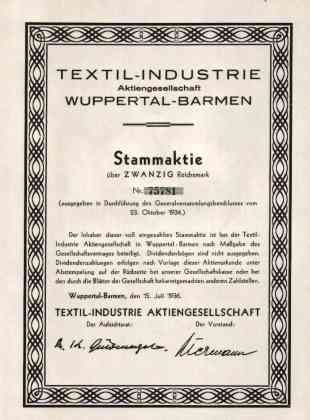 TEXTIL-INDUSTRIE
Aktiengesellschaft
WUPPERTAL-BARMEN
Stammaktie
über ZWANZIG Reichsmark
Nr. 75781
(ausgegeben in Durchführung des Generalversammlungsbeschlusses vom
23. Oktober 1934.)
Der Inhaber dieser voll eingezahlten Stammaktie ist bei der Textil-
Industrie Aktiengesellschaft in Wuppertal-Barmen nach Maßgabe des
Gesellschaftsvertrages beteiligt. Dividendenbögen sind nicht ausgegeben.
Dividendenzahlungen erfolgen nach Vorlage dieser Aktienurkunde unter
Abstempelung auf der Rückseite bei unserer Gesellschaftskasse oder bei
den durch die Blätter der Gesellschaft bekanntgemachten anderen Zahlstellen.
Wuppertal-Barmen, den 15. Juli 1936.
TEXTIL-INDUSTRIE AKTIENGESELLSCHAFT
Der Aufsichtsrat: Der Vorstand: